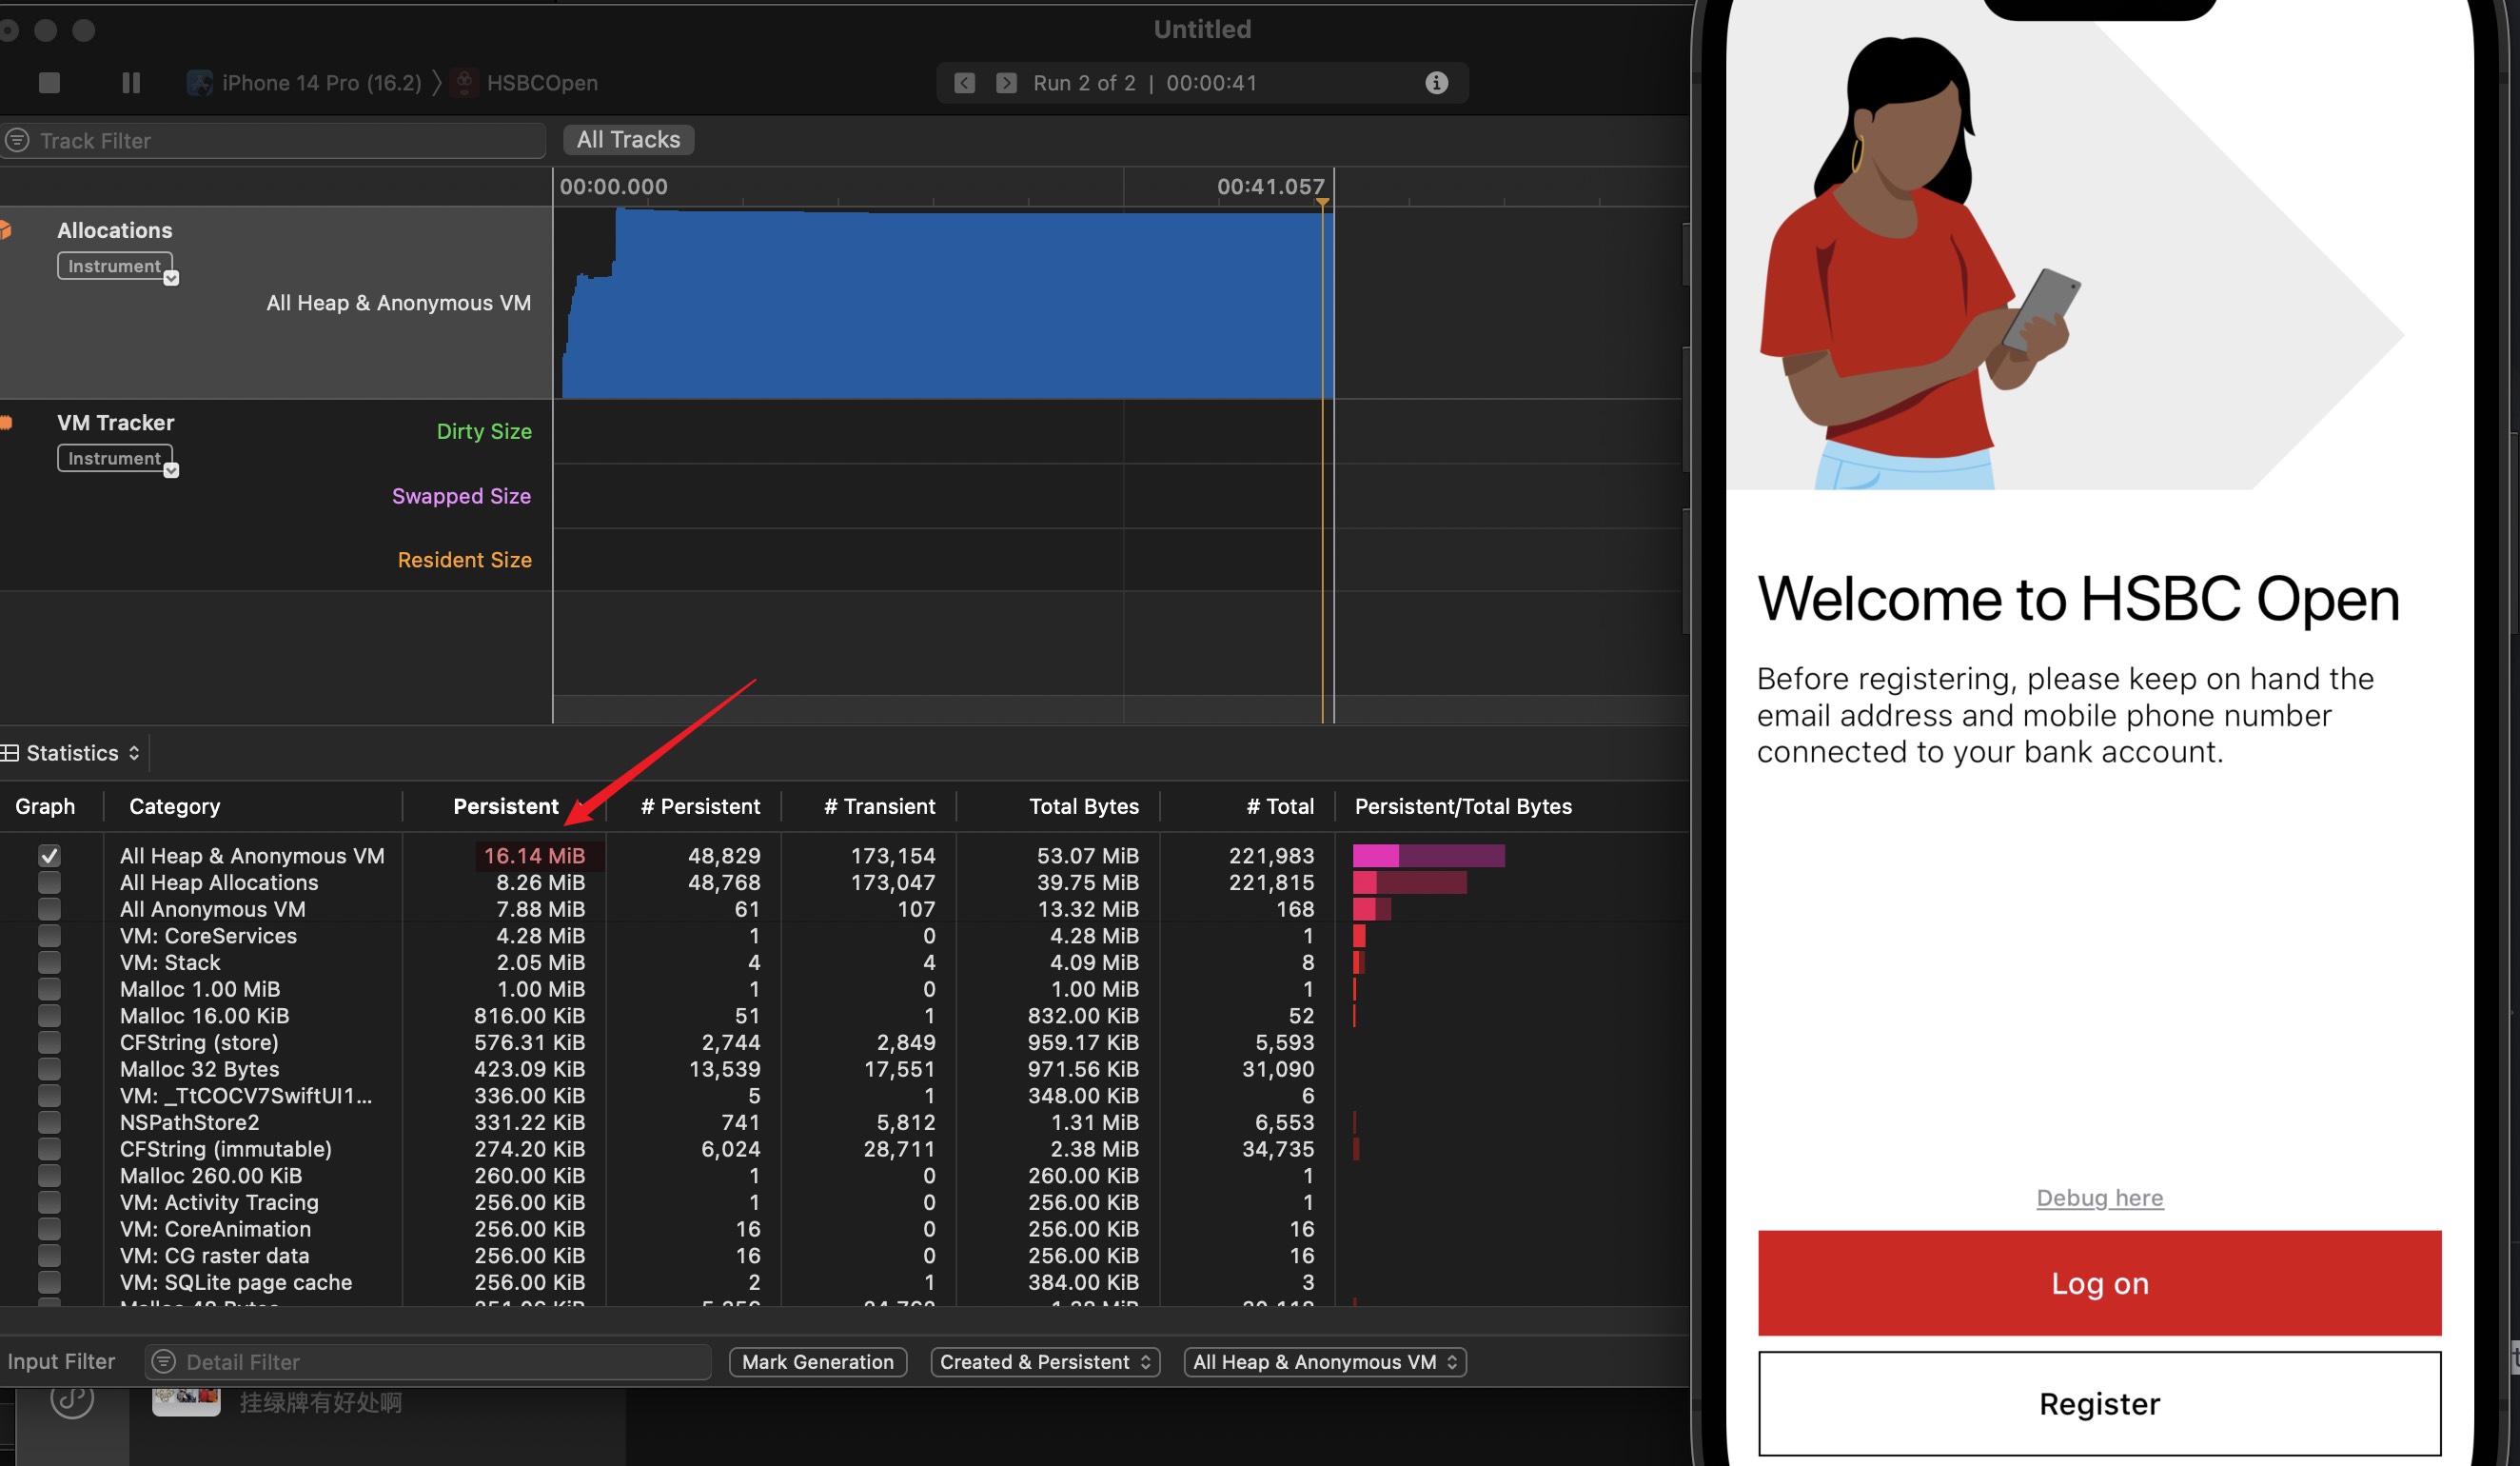 Untitled
iPhone 14 Pro (16.2) 〉 HSBCOpen
Run 2 of 2 | 00:00:41
Track Filter
All Tracks
00:00.000
00:41.057
Allocations
Instrument
All Heap & Anonymous VM
VM Tracker
Instrument
Dirty Size
Swapped Size
Resident Size
Statistics
Graph Category Persistent # Persistent # Transient Total Bytes # Total Persistent/Total Bytes
All Heap & Anonymous VM 16.14 MiB 48,829 173,154 53.07 MiB 221,983
All Heap Allocations 8.26 MiB 48,768 173,047 39.75 MiB 221,815
All Anonymous VM 7.88 MiB 61 107 13.32 MiB 168
VM: CoreServices 4.28 MiB 1 0 4.28 MiB 1
VM: Stack 2.05 MiB 4 4 4.09 MiB 8
Malloc 1.00 MiB 1.00 MiB 1 0 1.00 MiB 1
Malloc 16.00 KiB 816.00 KiB 51 1 832.00 KiB 52
CFString (store) 576.31 KiB 2,744 2,849 959.17 KiB 5,593
Malloc 32 Bytes 423.09 KiB 13,539 17,551 971.56 KiB 31,090
VM: _TtCOCV7SwiftUI1... 336.00 KiB 5 1 348.00 KiB 6
NSPathStore2 331.22 KiB 741 5,812 1.31 MiB 6,553
CFString (immutable) 274.20 KiB 6,024 28,711 2.38 MiB 34,735
Malloc 260.00 KiB 260.00 KiB 1 0 260.00 KiB 1
VM: Activity Tracing 256.00 KiB 1 0 256.00 KiB 1
VM: CoreAnimation 256.00 KiB 16 0 256.00 KiB 16
VM: CG raster data 256.00 KiB 16 0 256.00 KiB 16
VM: SQLite page cache 256.00 KiB 2 1 384.00 KiB 3
Input Filter
Detail Filter
Mark Generation
Created & Persistent
All Heap & Anonymous VM
挂绿牌有好处啊
Welcome to HSBC Open
Before registering, please keep on hand the
email address and mobile phone number
connected to your bank account.
Debug here
Log on
Register